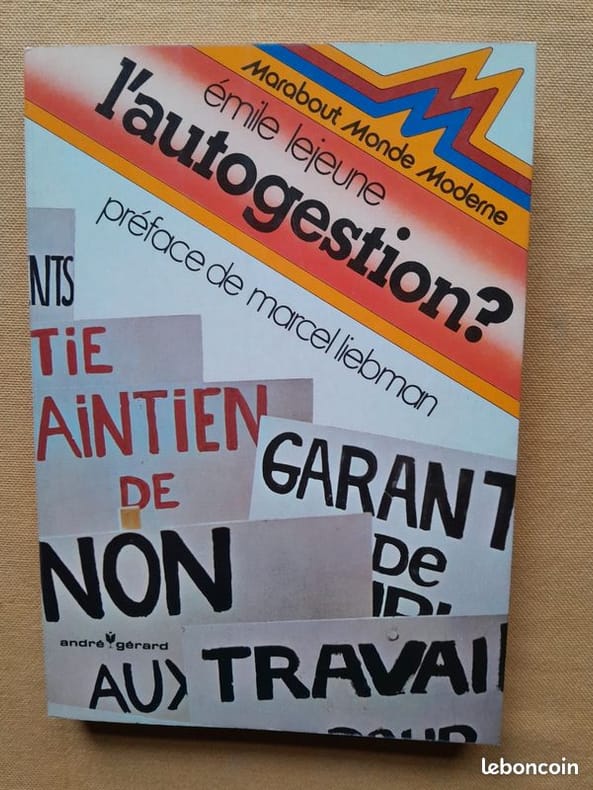 Marabout Monde Moderne
émile lejeune
l'autogestion?
préface de marcel liebman
NTS
TiE
AiNTiEN
DE
GARANT
De
NON
andré gérard
AUX
TRAVAI
POUR
leboncoin